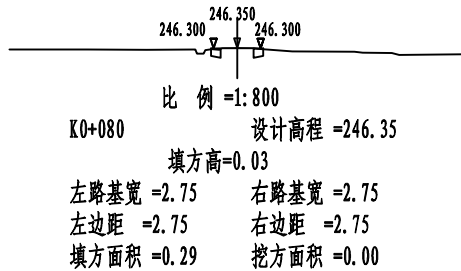 246.350
246.300 246.300
比 例 =1:800
K0+080 设计高程 =246.35
填方高=0.03
左路基宽 =2.75 右路基宽 =2.75
左边距 =2.75 右边距 =2.75
填方面积 =0.29 挖方面积 =0.00